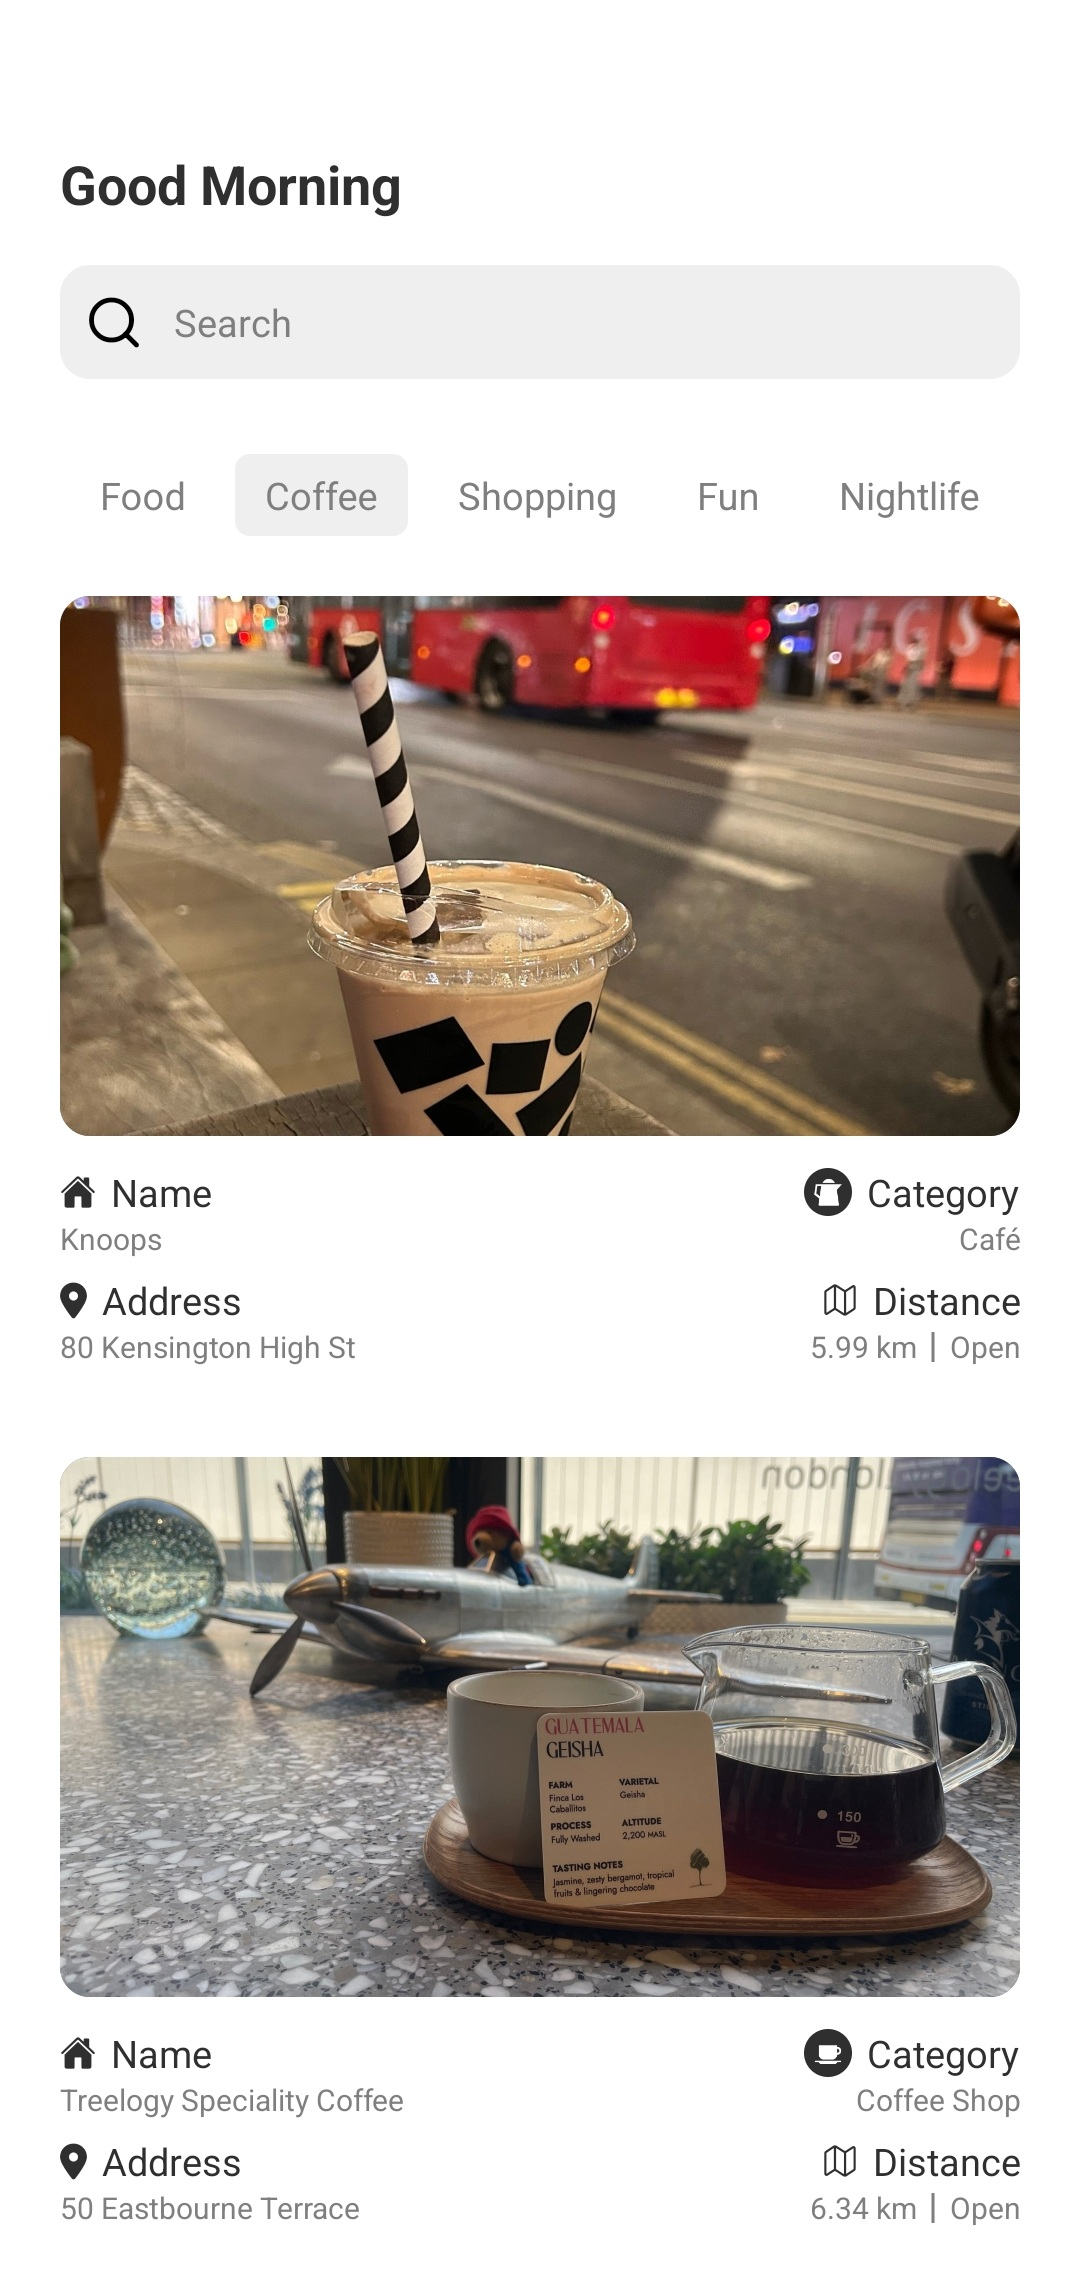 Good Morning
Search
Food Coffee Shopping Fun Nightlife
JGS
Name Category
Knoops Café
Address Distance
80 Kensington High St 5.99 km | Open
london
GUATEMALA
GEISHA
FARM VARIETAL
Finca Los Geisha
Caballitos
PROCESS ALTITUDE
Fully Washed 2,200 MASL
TASTING NOTES
Jasmine, zesty bergamot, tropical
fruits & lingering chocolate
150
Name Category
Treelogy Speciality Coffee Coffee Shop
Address Distance
50 Eastbourne Terrace 6.34 km | Open